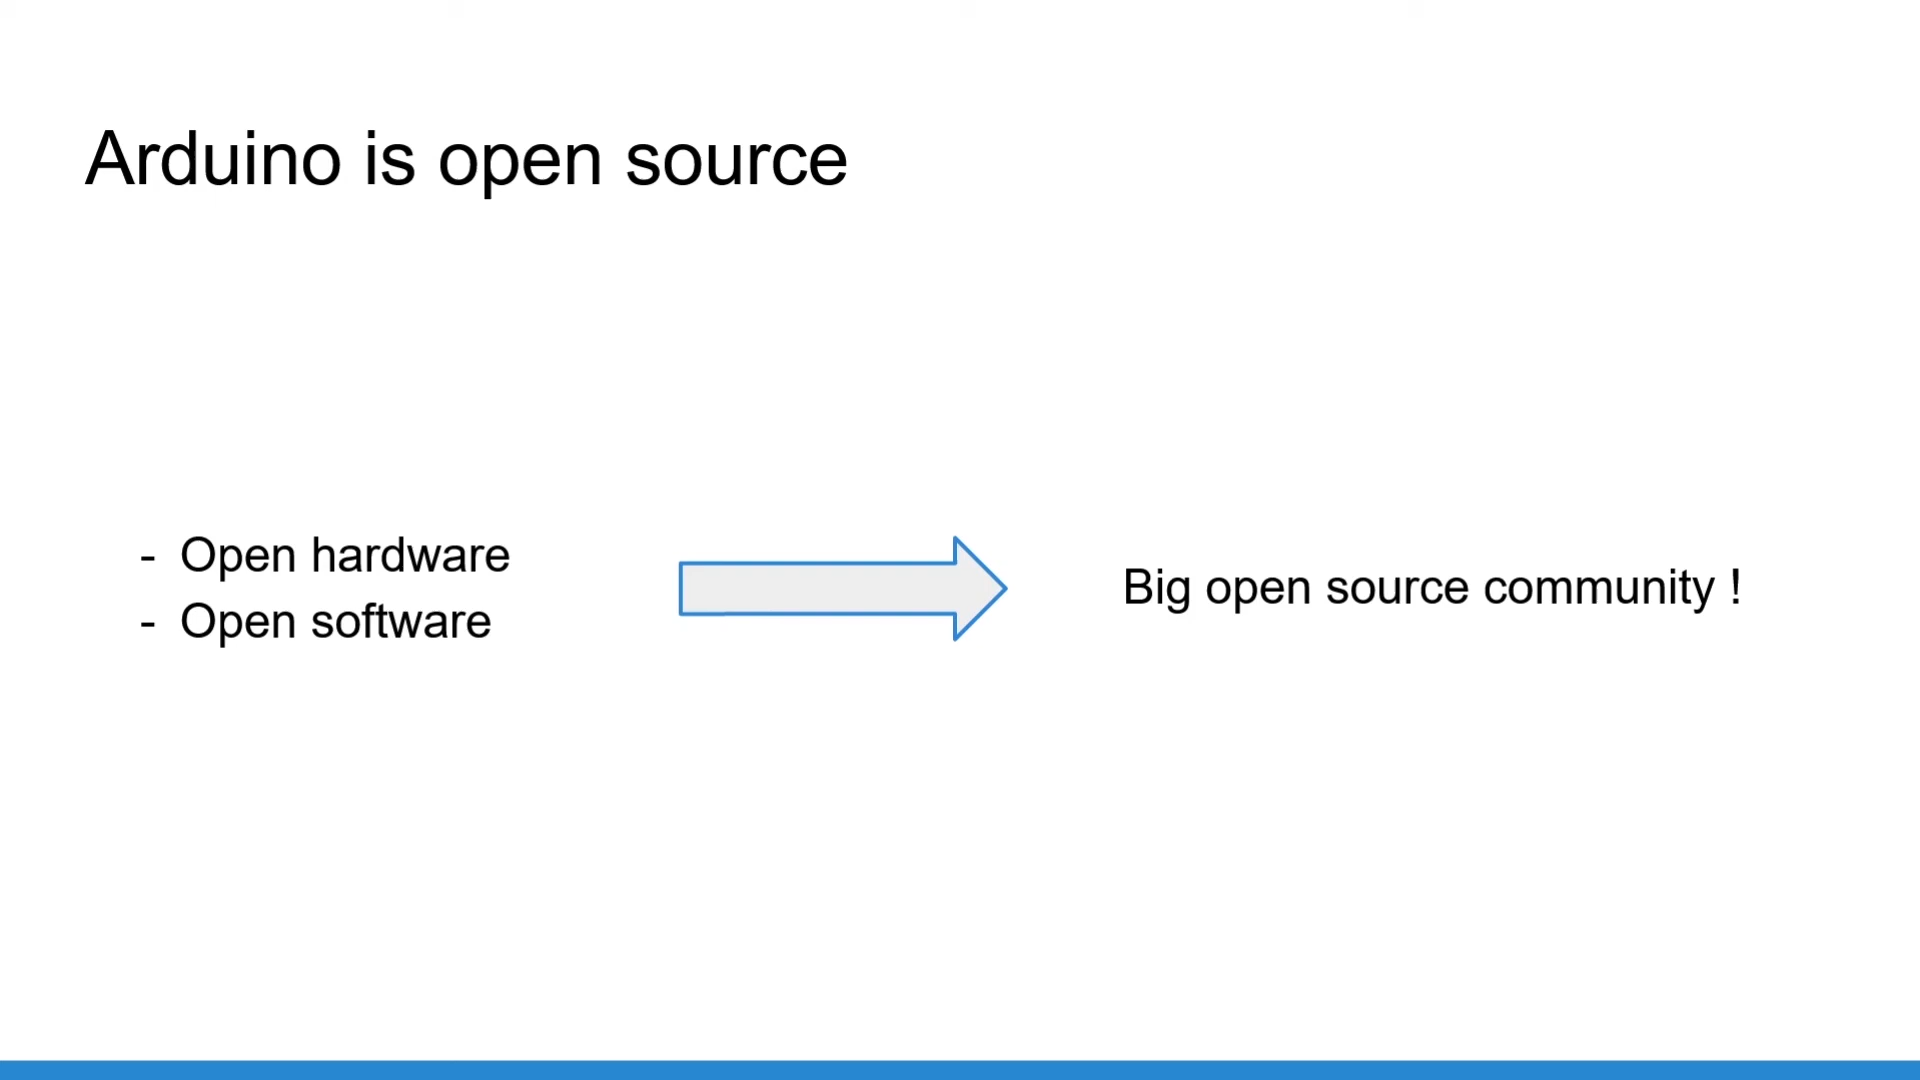 Arduino is open source
- Open hardware
- Open software
Big open source community !